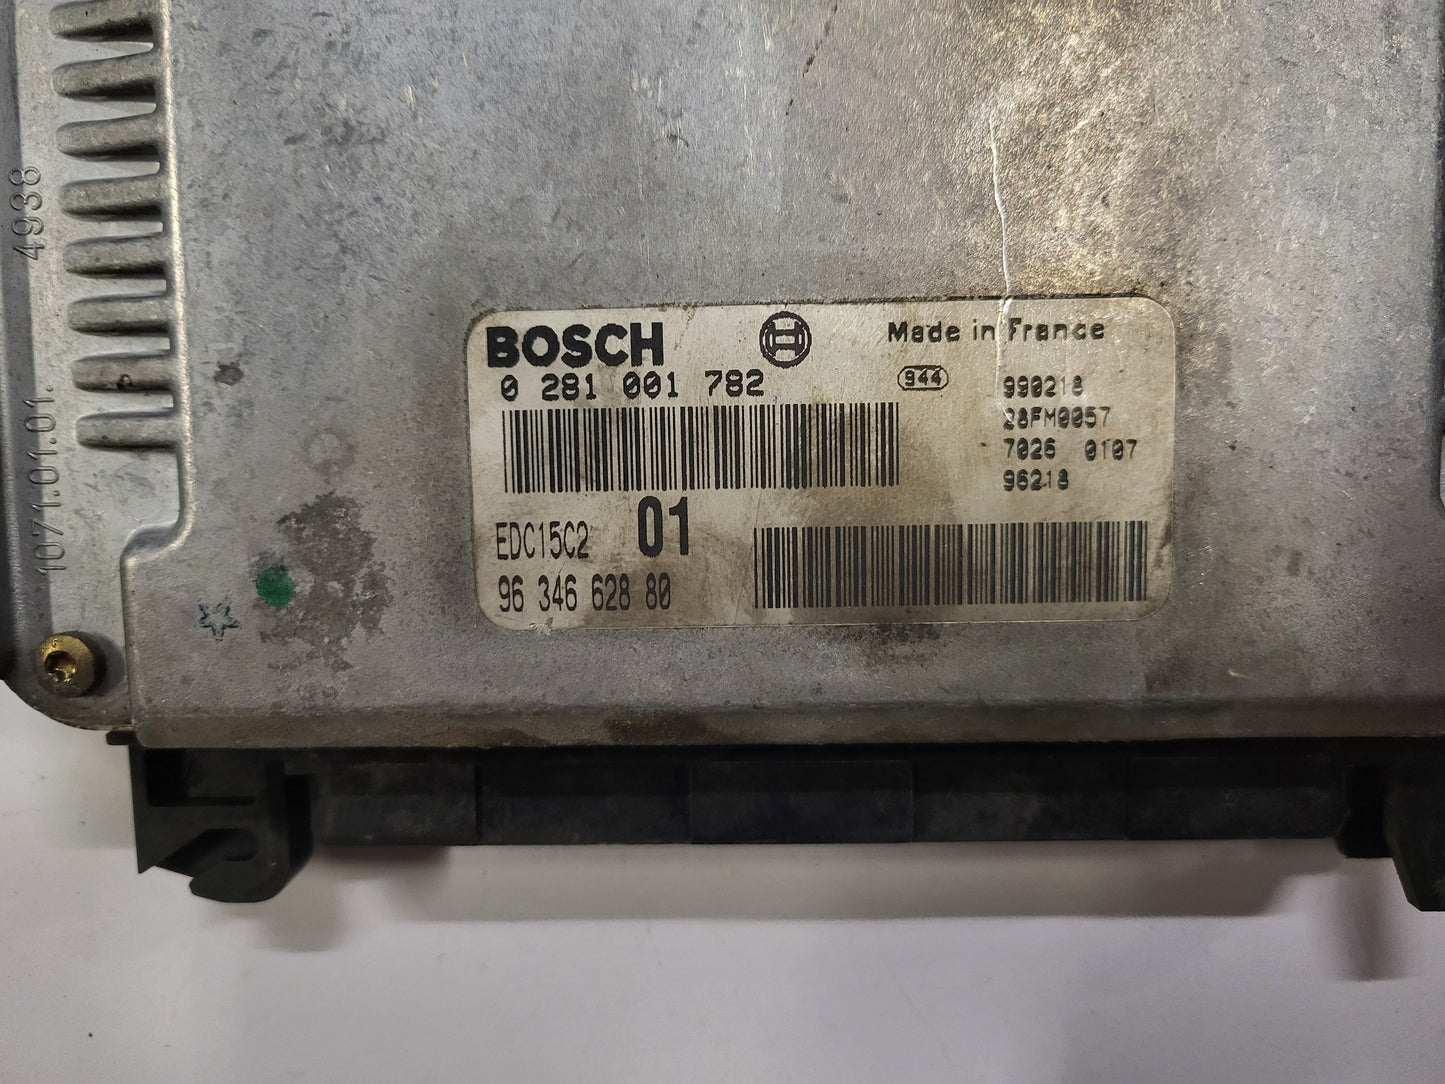 4938
1071.01.01.
BOSCH
Made in France
0 281 001 782
944
990218
28FM0057
7026 0107
96218
EDC15C2 01
96 346 628 80